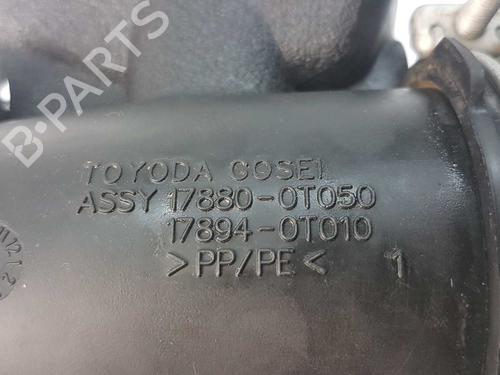 B-PARTS
TOYODA GOSEI
ASSY 17880-0T050
17894-0T010
>PP/PE< 1